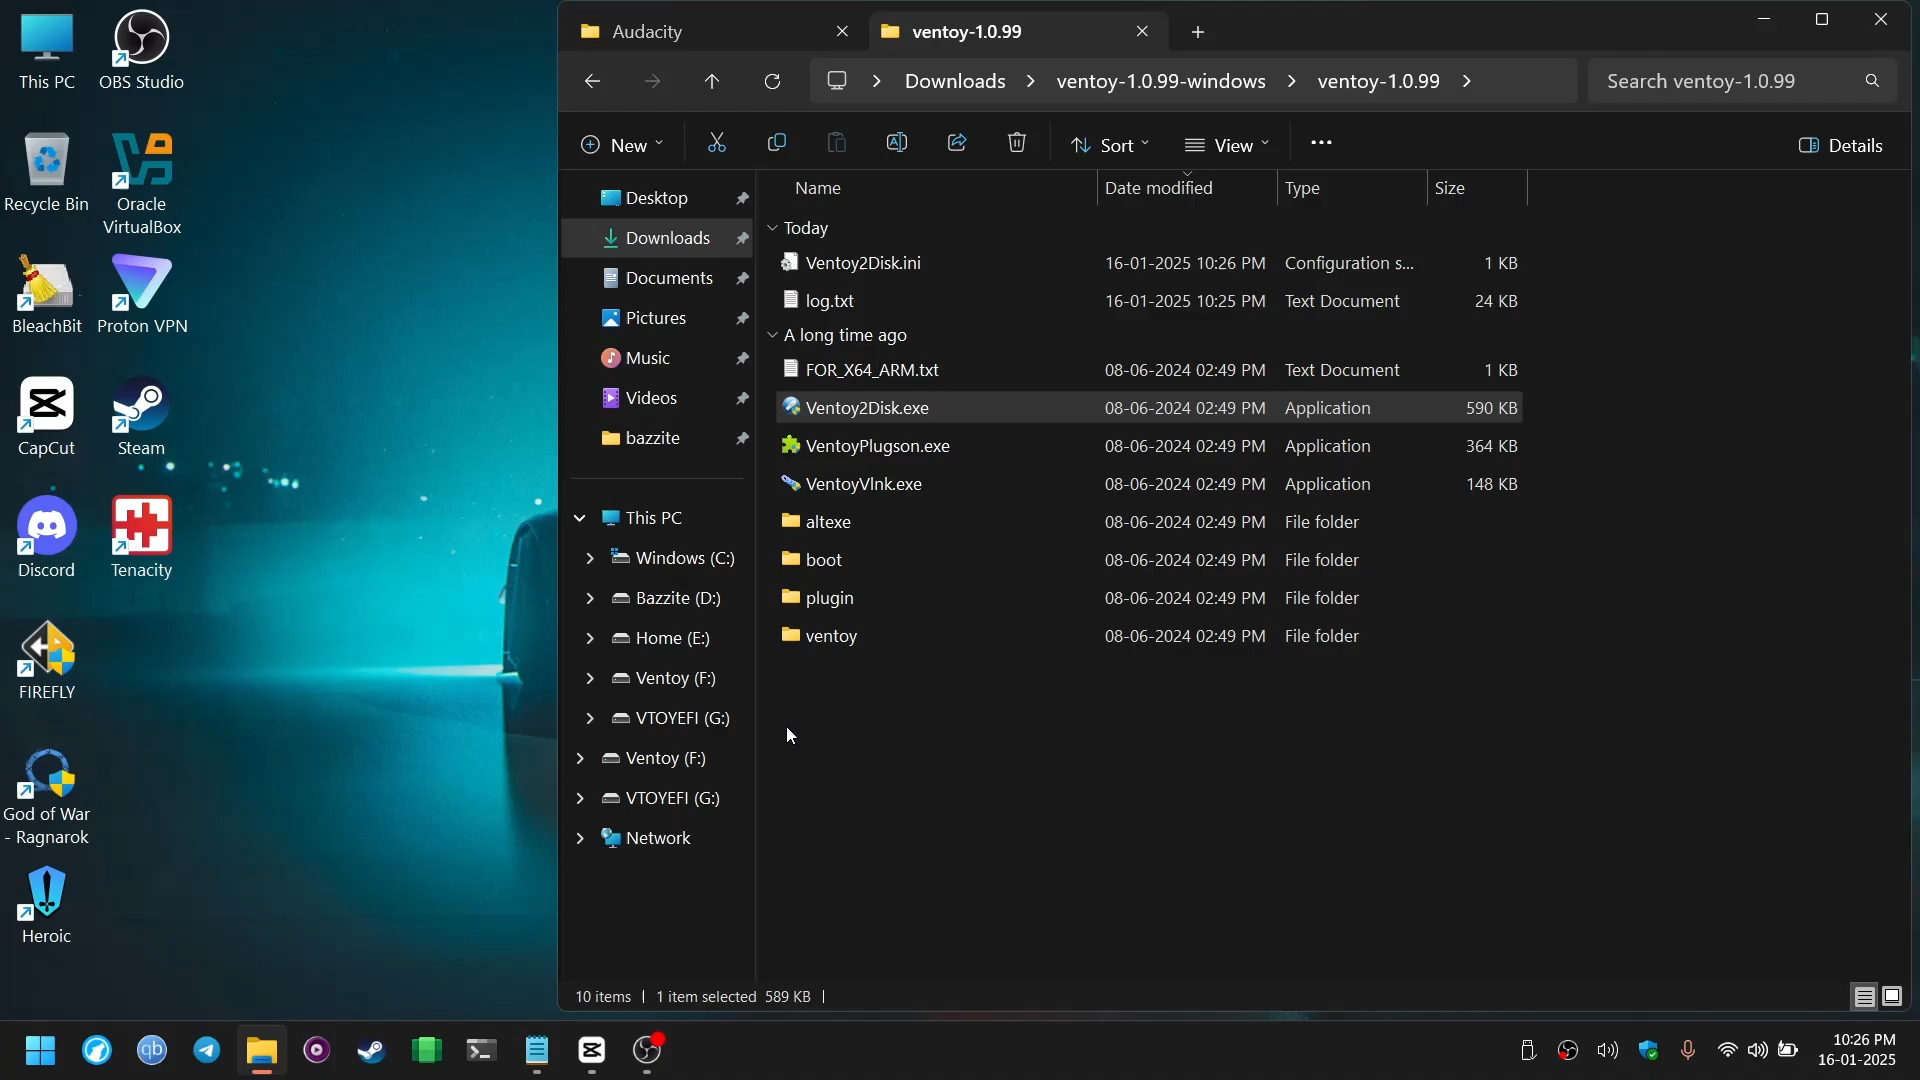 This PC
OBS Studio
Recycle Bin
Oracle
VirtualBox
BleachBit
Proton VPN
CapCut
Steam
Discord
Tenacity
FIREFLY
God of War
- Ragnarok
Heroic
Audacity
ventoy-1.0.99
Downloads
ventoy-1.0.99-windows
ventoy-1.0.99
Search ventoy-1.0.99
New
Sort
View
Details
Desktop
Downloads
Documents
Pictures
Music
Videos
bazzite
This PC
Windows (C:)
Bazzite (D:)
Home (E:)
Ventoy (F:)
VTOYEFI (G:)
Ventoy (F:)
VTOYEFI (G:)
Network
Name Date modified Type Size
Today
Ventoy2Disk.ini 16-01-2025 10:26 PM Configuration s... 1 KB
log.txt 16-01-2025 10:25 PM Text Document 24 KB
A long time ago
FOR_X64_ARM.txt 08-06-2024 02:49 PM Text Document 1 KB
Ventoy2Disk.exe 08-06-2024 02:49 PM Application 590 KB
VentoyPlugson.exe 08-06-2024 02:49 PM Application 364 KB
VentoyVlnk.exe 08-06-2024 02:49 PM Application 148 KB
altexe 08-06-2024 02:49 PM File folder
boot 08-06-2024 02:49 PM File folder
plugin 08-06-2024 02:49 PM File folder
ventoy 08-06-2024 02:49 PM File folder
10 items 1 item selected 589 KB
qb
10:26 PM
16-01-2025